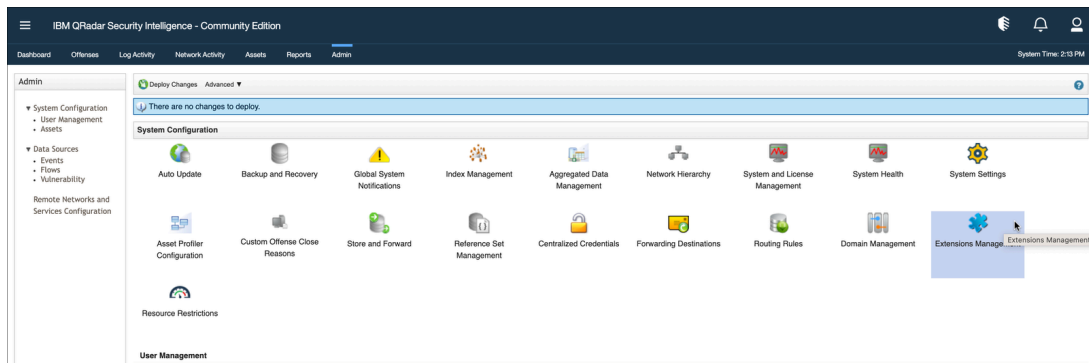 IBM QRadar Security Intelligence - Community Edition
Dashboard Offenses Log Activity Network Activity Assets Reports Admin System Time: 2:13 PM
Admin
Deploy Changes Advanced ▼
There are no changes to deploy.
▼ System Configuration
• User Management
• Assets
▼ Data Sources
• Events
• Flows
• Vulnerability
Remote Networks and
Services Configuration
System Configuration
Auto Update
Backup and Recovery
Global System
Notifications
Index Management
Aggregated Data
Management
Network Hierarchy
System and License
Management
System Health
System Settings
Asset Profiler
Configuration
Custom Offense Close
Reasons
Store and Forward
Reference Set
Management
Centralized Credentials
Forwarding Destinations
Routing Rules
Domain Management
Extensions Management
Extensions Management
Resource Restrictions
User Management